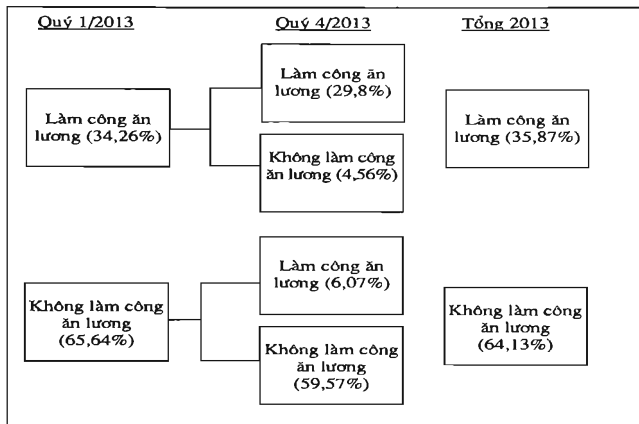 Quý 1/2013
Quý 4/2013
Tổng 2013
Làm công ăn
lương (34,26%)
Làm công ăn
lương (29,8%)
Không làm công
ăn lương (4,56%)
Làm công ăn
lương (35,87%)
Không làm công
ăn lương
(65,64%)
Làm công ăn
lương (6,07%)
Không làm công
ăn lương
(59,57%)
Không làm công
ăn lương
(64,13%)